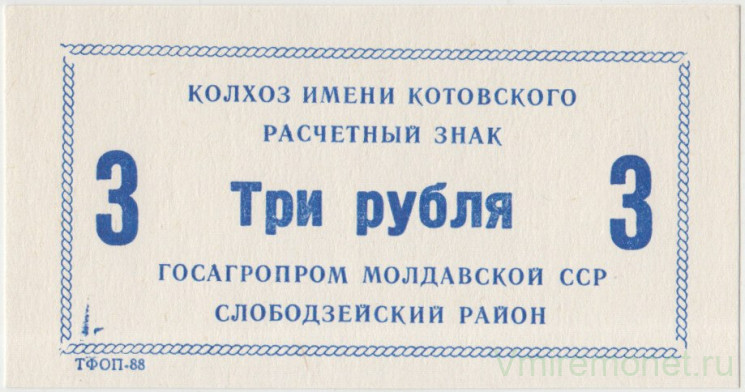 КОЛХОЗ ИМЕНИ КОТОВСКОГО
РАСЧЕТНЫЙ ЗНАК
3 Три рубля 3
ГОСАГРОПРОМ МОЛДАВСКОЙ ССР
СЛОБОДЗЕЙСКИЙ РАЙОН
ТФОП-88
vmiremonet.ru